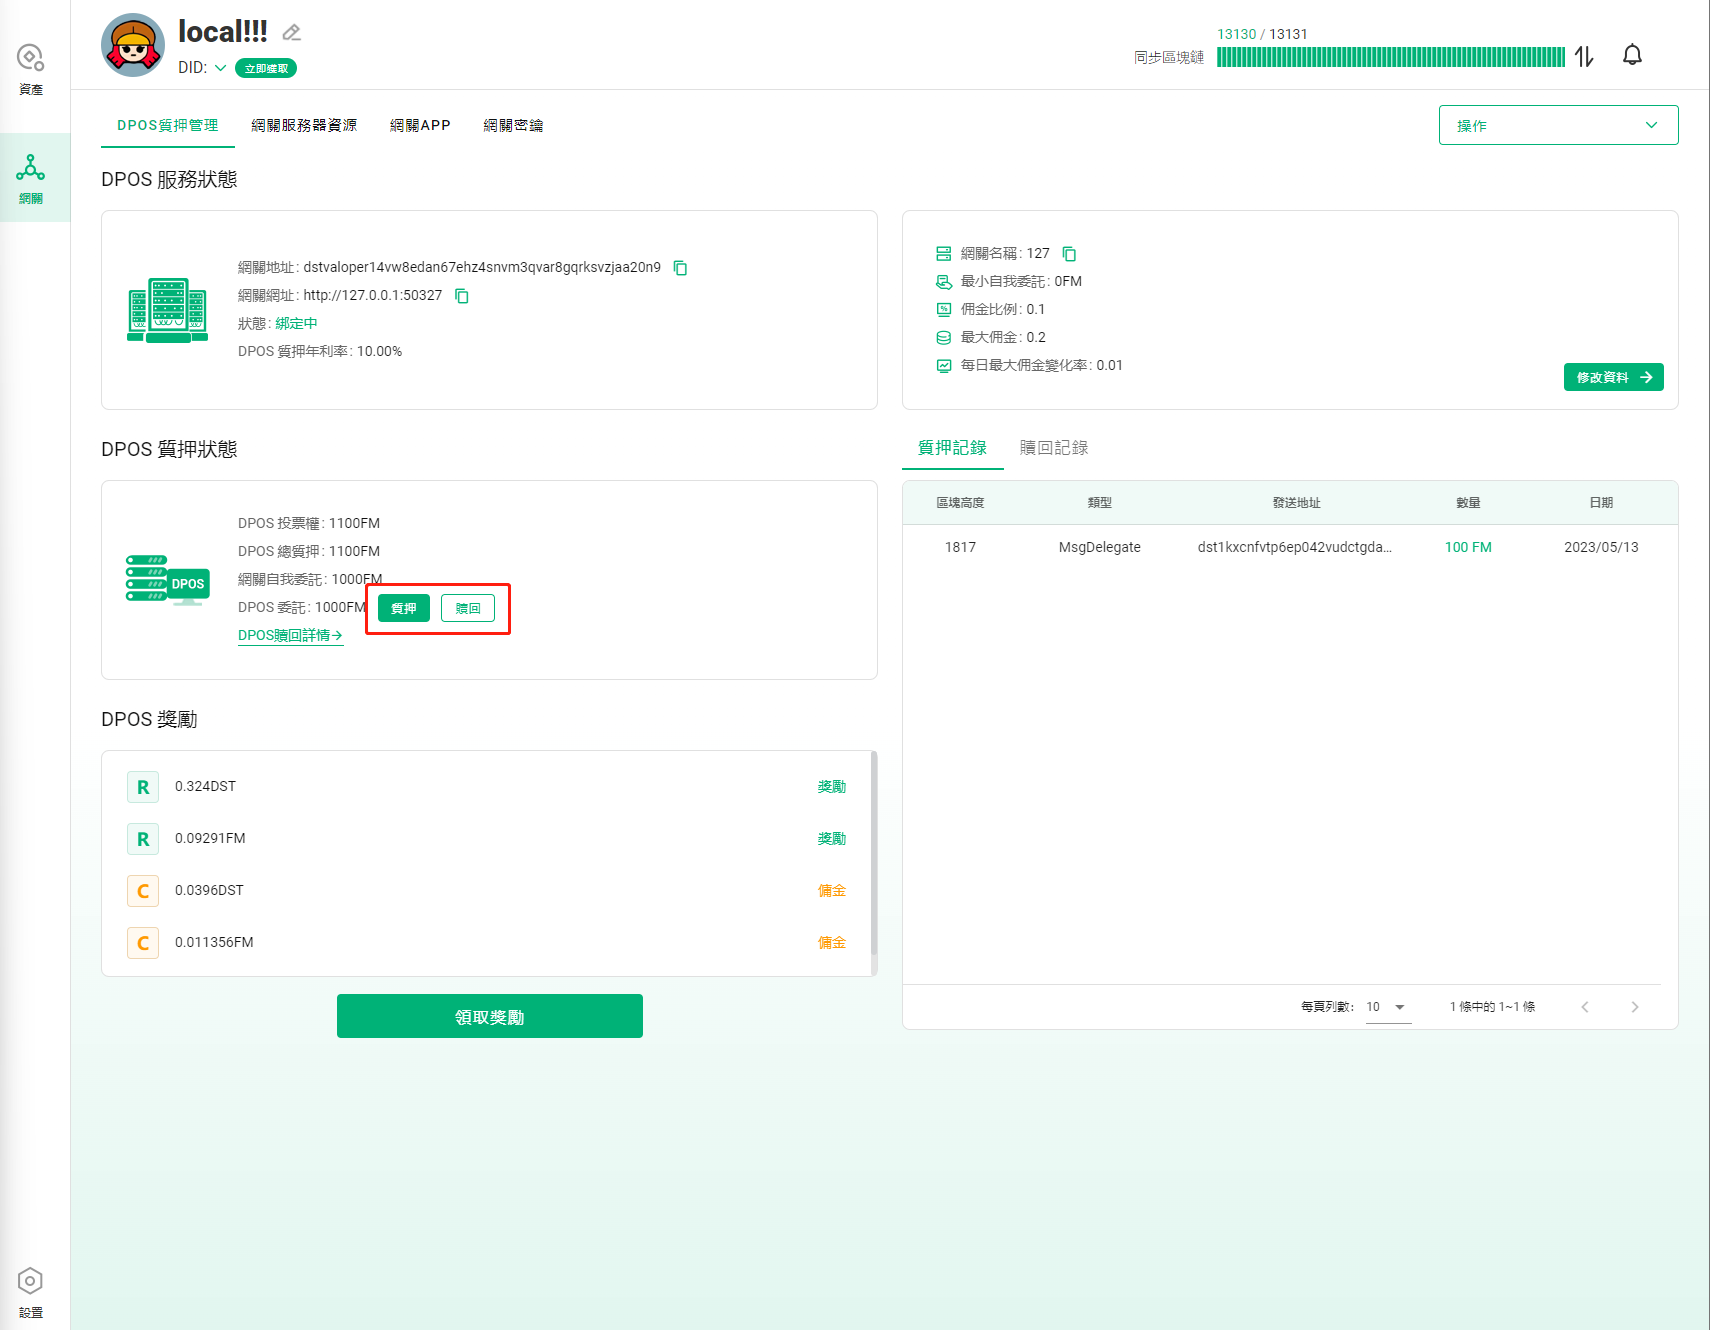 資產
網關
設置
local!!!
DID:
立即獲取
13130 / 13131
同步區塊鏈
DPOS質押管理
網關服務器資源
網關APP
網關密鑰
操作
DPOS 服務狀態
網關地址: dstvaloper14vw8edan67ehz4snvm3qvar8gqrksvzjaa20n9
網關網址: http://127.0.0.1:50327
狀態: 綁定中
DPOS 質押年利率: 10.00%
網關名稱: 127
最小自我委託: 0FM
佣金比例: 0.1
最大佣金: 0.2
每日最大佣金變化率: 0.01
修改資料
DPOS 質押狀態
DPOS 投票權: 1100FM
DPOS 總質押: 1100FM
網關自我委託: 1000FM
DPOS 委託: 1000FM
質押
贖回
DPOS贖回詳情→
DPOS
質押記錄
贖回記錄
區塊高度 類型 發送地址 數量 日期
1817 MsgDelegate dst1kxcnfvtp6ep042vudctgda... 100 FM 2023/05/13
DPOS 獎勵
R 0.324DST 獎勵
R 0.09291FM 獎勵
C 0.0396DST 傭金
C 0.011356FM 傭金
領取獎勵
每頁列數: 10
1 條中的 1~1 條